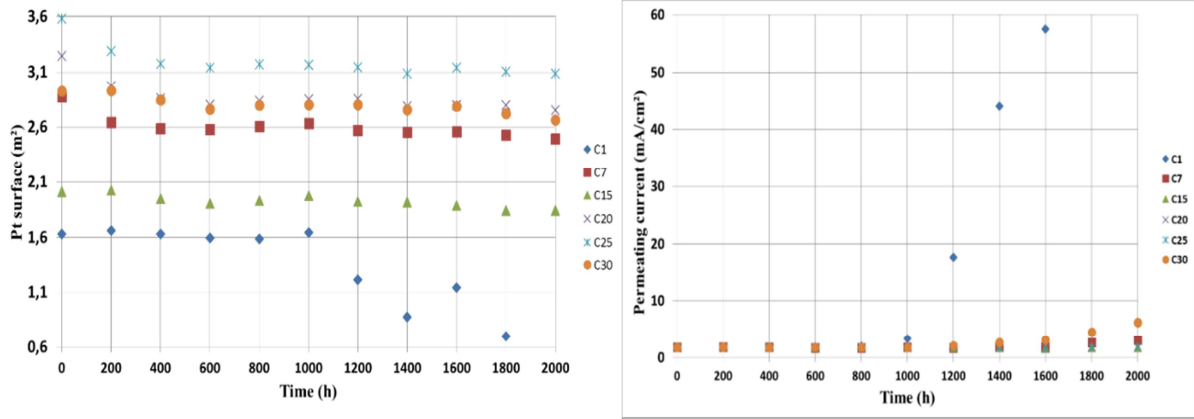 3,6
3,1
2,6
2,1
1,6
1,1
0,6
Pt surface (m²)
0 200 400 600 800 1000 1200 1400 1600 1800 2000
Time (h)
C1
C7
C15
C20
C25
C30
60
50
40
30
20
10
0
Permeating current (mA/cm²)
0 200 400 600 800 1000 1200 1400 1600 1800 2000
Time (h)
C1
C7
C15
C20
C25
C30